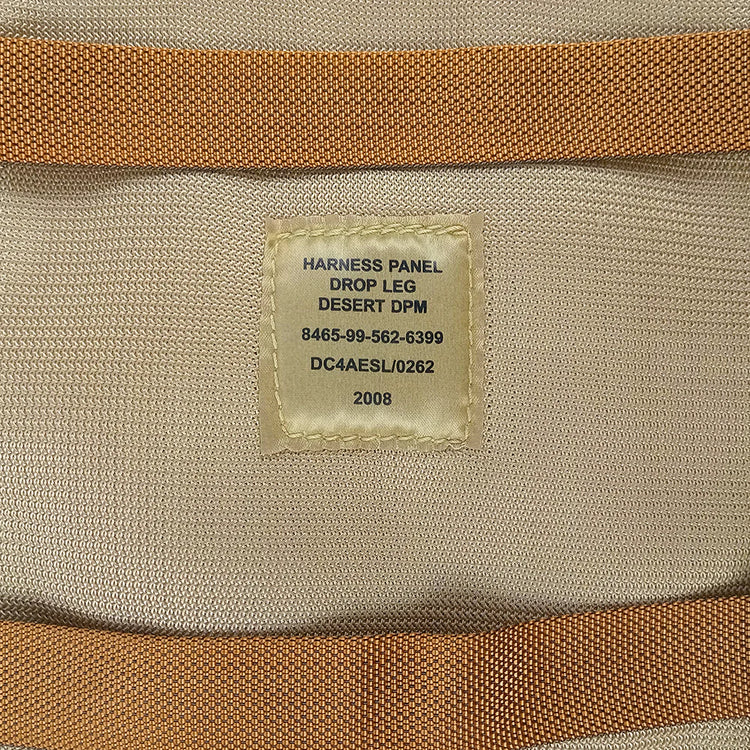 HARNESS PANEL
DROP LEG
DESERT DPM
8465-99-562-6399
DC4AESL/0262
2008